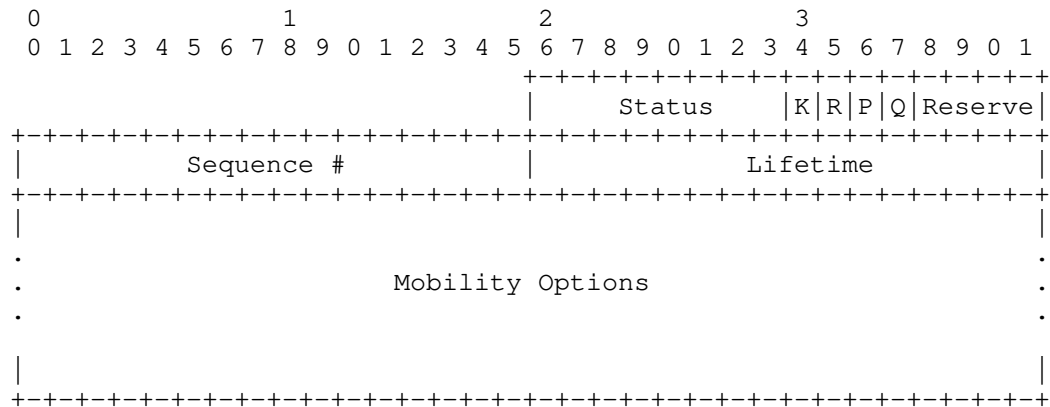 0                   1                   2                   3
 0 1 2 3 4 5 6 7 8 9 0 1 2 3 4 5 6 7 8 9 0 1 2 3 4 5 6 7 8 9 0 1
                                +-+-+-+-+-+-+-+-+-+-+-+-+-+-+-+-+
                                |     Status    |K|R|P|Q|Reserve|
+-+-+-+-+-+-+-+-+-+-+-+-+-+-+-+-+-+-+-+-+-+-+-+-+-+-+-+-+-+-+-+-+
|          Sequence #           |             Lifetime          |
+-+-+-+-+-+-+-+-+-+-+-+-+-+-+-+-+-+-+-+-+-+-+-+-+-+-+-+-+-+-+-+-+
|                                                               |
.                                                               .
.                       Mobility Options                        .
.                                                               .
|                                                               |
+-+-+-+-+-+-+-+-+-+-+-+-+-+-+-+-+-+-+-+-+-+-+-+-+-+-+-+-+-+-+-+-+